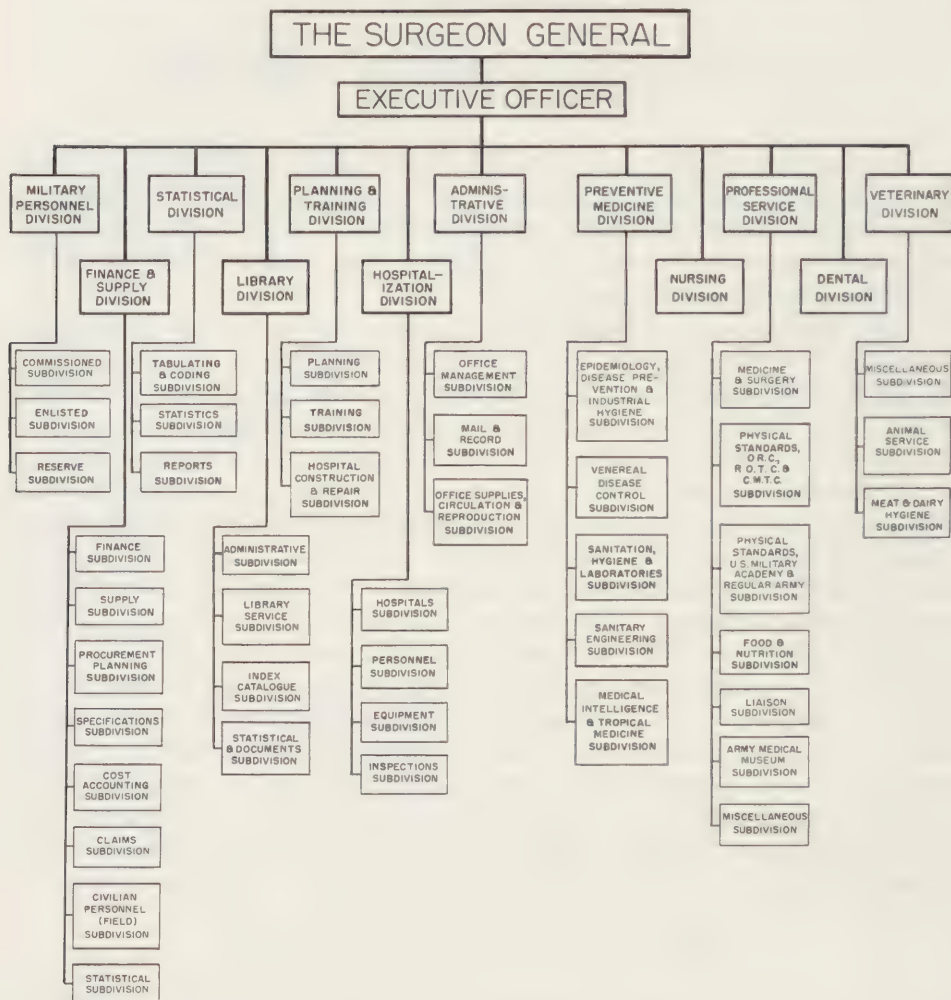 THE SURGEON GENERAL
EXECUTIVE OFFICER
MILITARY
PERSONNEL
DIVISION
STATISTICAL
DIVISION
PLANNING &
TRAINING
DIVISION
ADMINIS-
TRATIVE
DIVISION
PREVENTIVE
MEDICINE
DIVISION
PROFESSIONAL
SERVICE
DIVISION
VETERINARY
DIVISION
FINANCE &
SUPPLY
DIVISION
LIBRARY
DIVISION
HOSPITAL-
IZATION
DIVISION
NURSING
DIVISION
DENTAL
DIVISION
COMMISSIONED
SUBDIVISION
ENLISTED
SUBDIVISION
RESERVE
SUBDIVISION
TABULATING
& CODING
SUBDIVISION
STATISTICS
SUBDIVISION
REPORTS
SUBDIVISION
PLANNING
SUBDIVISION
TRAINING
SUBDIVISION
HOSPITAL
CONSTRUCTION
& REPAIR
SUBDIVISION
OFFICE
MANAGEMENT
SUBDIVISION
MAIL &
RECORD
SUBDIVISION
OFFICE SUPPLIES,
CIRCULATION &
REPRODUCTION
SUBDIVISION
EPIDEMIOLOGY,
DISEASE PRE-
VENTION &
INDUSTRIAL
HYGIENE
SUBDIVISION
VENEREAL
DISEASE
CONTROL
SUBDIVISION
SANITATION,
HYGIENE &
LABORATORIES
SUBDIVISION
SANITARY
ENGINEERING
SUBDIVISION
MEDICAL
INTELLIGENCE
& TROPICAL
MEDICINE
SUBDIVISION
MEDICINE
& SURGERY
SUBDIVISION
PHYSICAL
STANDARDS,
O.R.C.,
R.O.T.C. &
C.M.T.C.
SUBDIVISION
PHYSICAL
STANDARDS,
U.S. MILITARY
ACADEMY &
REGULAR ARMY
SUBDIVISION
FOOD &
NUTRITION
SUBDIVISION
LIAISON
SUBDIVISION
ARMY MEDICAL
MUSEUM
SUBDIVISION
MISCELLANEOUS
SUBDIVISION
MISCELLANEOUS
SUBDIVISION
ANIMAL
SERVICE
SUBDIVISION
MEAT & DAIRY
HYGIENE
SUBDIVISION
FINANCE
SUBDIVISION
SUPPLY
SUBDIVISION
PROCUREMENT
PLANNING
SUBDIVISION
SPECIFICATIONS
SUBDIVISION
COST
ACCOUNTING
SUBDIVISION
CLAIMS
SUBDIVISION
CIVILIAN
PERSONNEL
(FIELD)
SUBDIVISION
STATISTICAL
SUBDIVISION
ADMINISTRATIVE
SUBDIVISION
LIBRARY
SERVICE
SUBDIVISION
INDEX
CATALOGUE
SUBDIVISION
STATISTICAL
& DOCUMENTS
SUBDIVISION
HOSPITALS
SUBDIVISION
PERSONNEL
SUBDIVISION
EQUIPMENT
SUBDIVISION
INSPECTIONS
SUBDIVISION